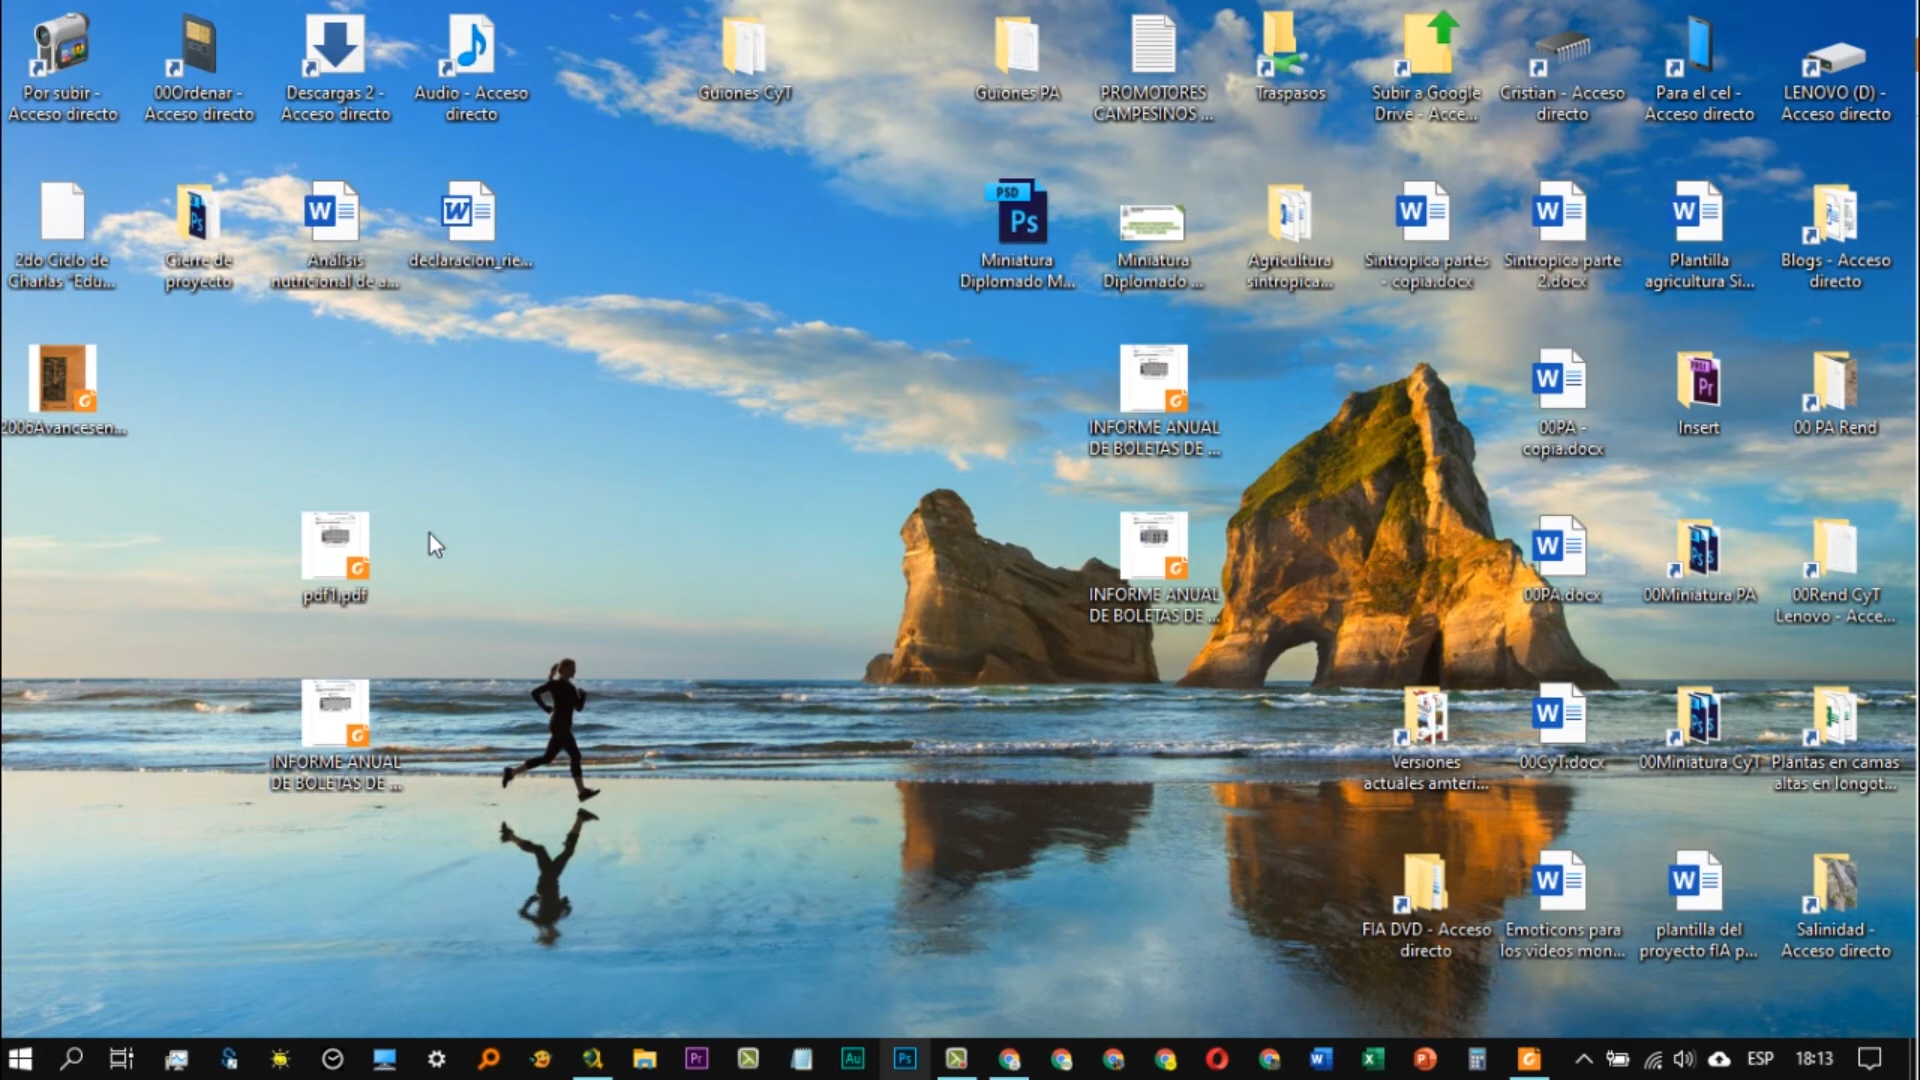 Por subir -
Acceso directo
00Ordenar -
Acceso directo
Descargas 2 -
Acceso directo
Audio - Acceso
directo
Guiones CyT
Guiones PA
PROMOTORES
CAMPESINOS ...
Traspasos
Subir a Google
Drive - Acce...
Cristian - Acceso
directo
Para el cel -
Acceso directo
LENOVO (D) -
Acceso directo
2do Ciclo de
Charlas "Edu...
Cierre de
proyecto
Análisis
nutricional de a...
declaracion_rie...
PSD
Ps
Miniatura
Diplomado M...
Miniatura
Diplomado ...
Agricultura
sintropica...
Sintropica partes
- copia.docx
Sintropica parte
2.docx
Plantilla
agricultura Si...
Blogs - Acceso
directo
2006Avancesen...
INFORME ANUAL
DE BOLETAS DE ...
00PA -
copia.docx
Insert
00 PA Rend
pdf1.pdf
INFORME ANUAL
DE BOLETAS DE ...
00PA.docx
00Miniatura PA
00Rend CyT
Lenovo - Acce...
INFORME ANUAL
DE BOLETAS DE ...
Versiones
actuales amteri...
00CyT.docx
00Miniatura CyT
Plantas en camas
altas en longot...
FIA DVD - Acceso
directo
Emoticons para
los videos mon...
plantilla del
proyecto fIA p...
Salinidad -
Acceso directo
Pr
Au
Ps
ESP
18:13